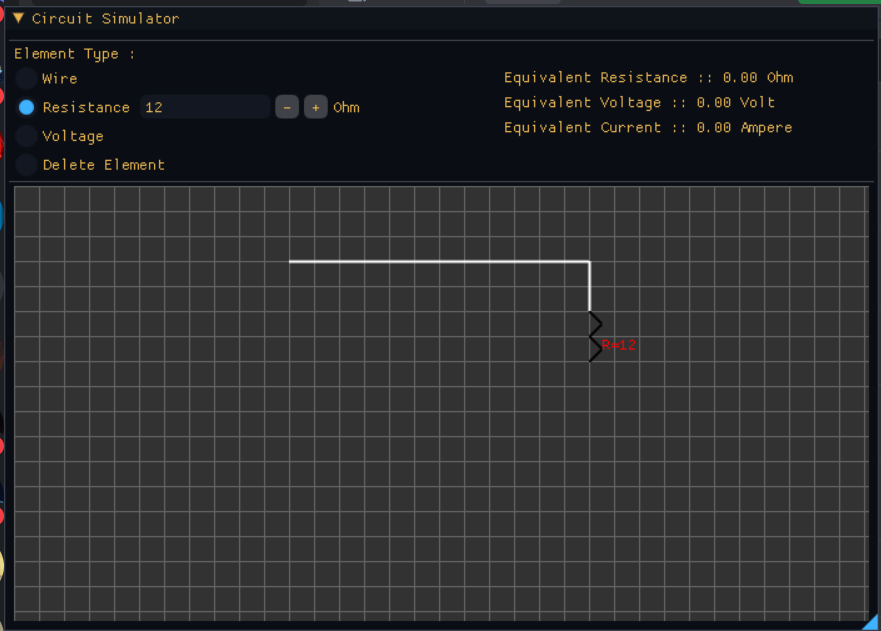 Circuit Simulator
Element Type :
Wire
Resistance 12 - + Ohm
Voltage
Delete Element
Equivalent Resistance :: 0.00 Ohm
Equivalent Voltage :: 0.00 Volt
Equivalent Current :: 0.00 Ampere
R=12